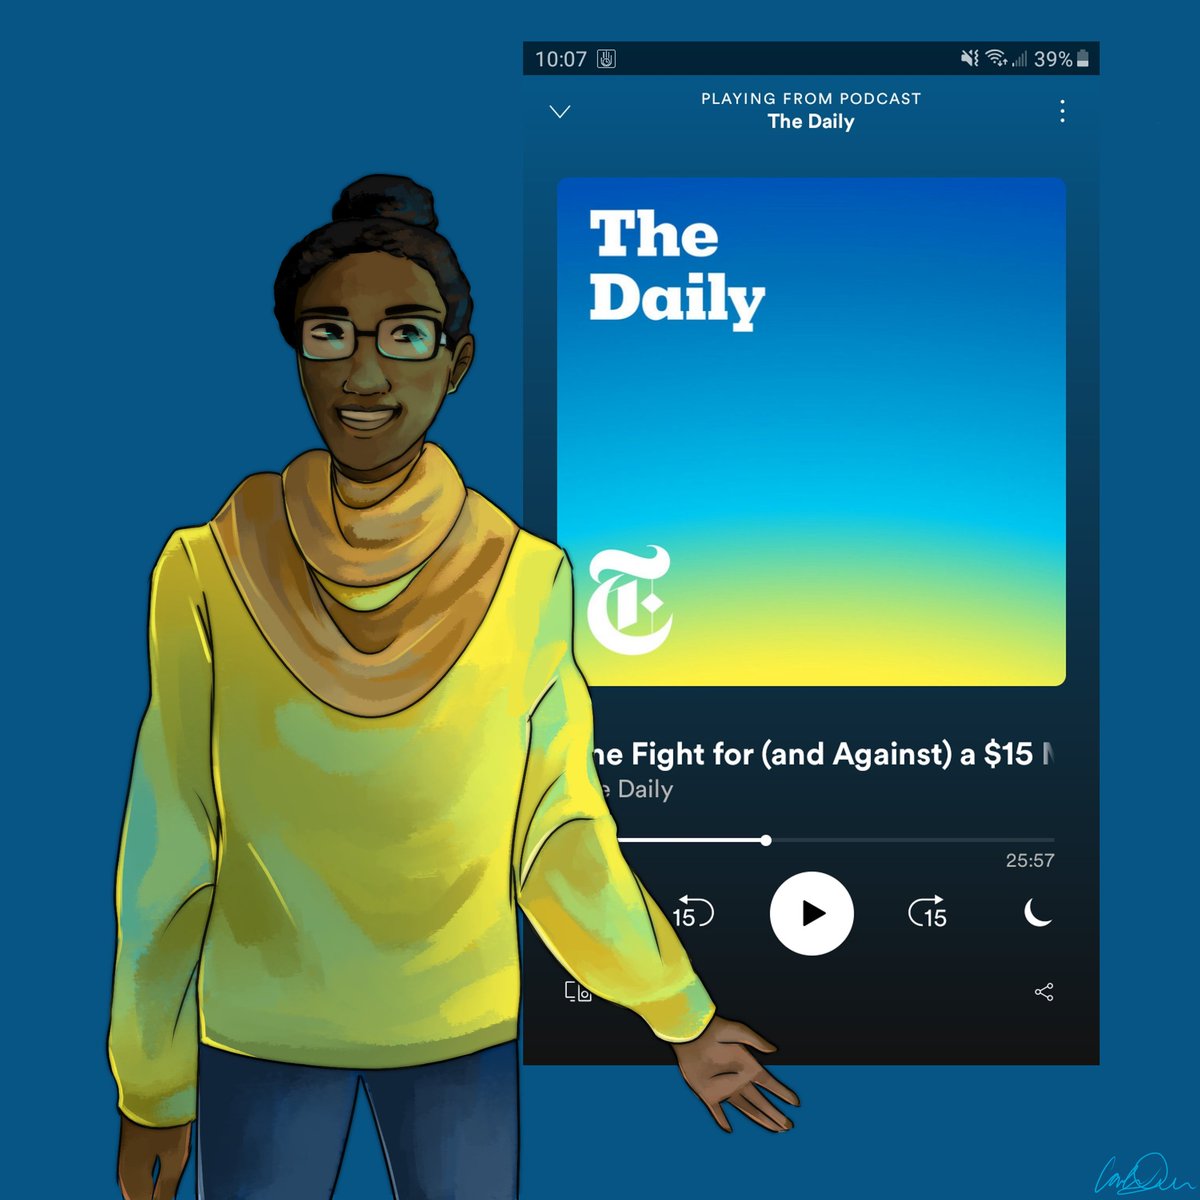 10:07 39%
PLAYING FROM PODCAST
The Daily
The
Daily
T
he Fight for (and Against) a $15
e Daily
25:57
15 15